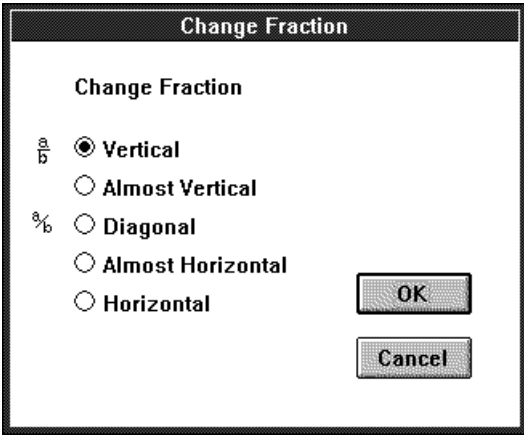 Change Fraction
Change Fraction
a/b Vertical
Almost Vertical
a/b Diagonal
Almost Horizontal
Horizontal
OK
Cancel